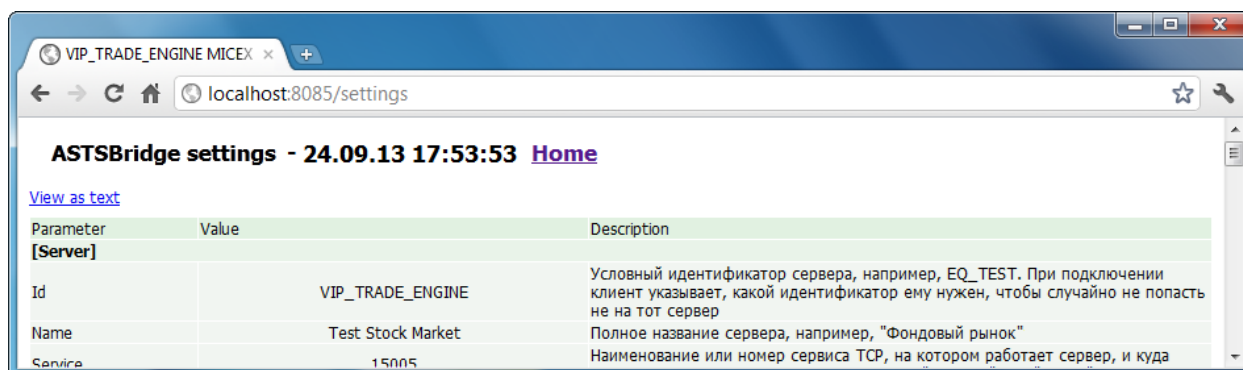 VIP_TRADE_ENGINE MICEX
localhost:8085/settings
ASTSBridge settings - 24.09.13 17:53:53 Home
View as text
Parameter Value Description
[Server]
Id VIP_TRADE_ENGINE Условный идентификатор сервера, например, EQ_TEST. При подключении
клиент указывает, какой идентификатор ему нужен, чтобы случайно не попасть
не на тот сервер
Name Test Stock Market Полное название сервера, например, "Фондовый рынок"
Service 15005 Наименование или номер сервиса TCP, на котором работает сервер, и куда